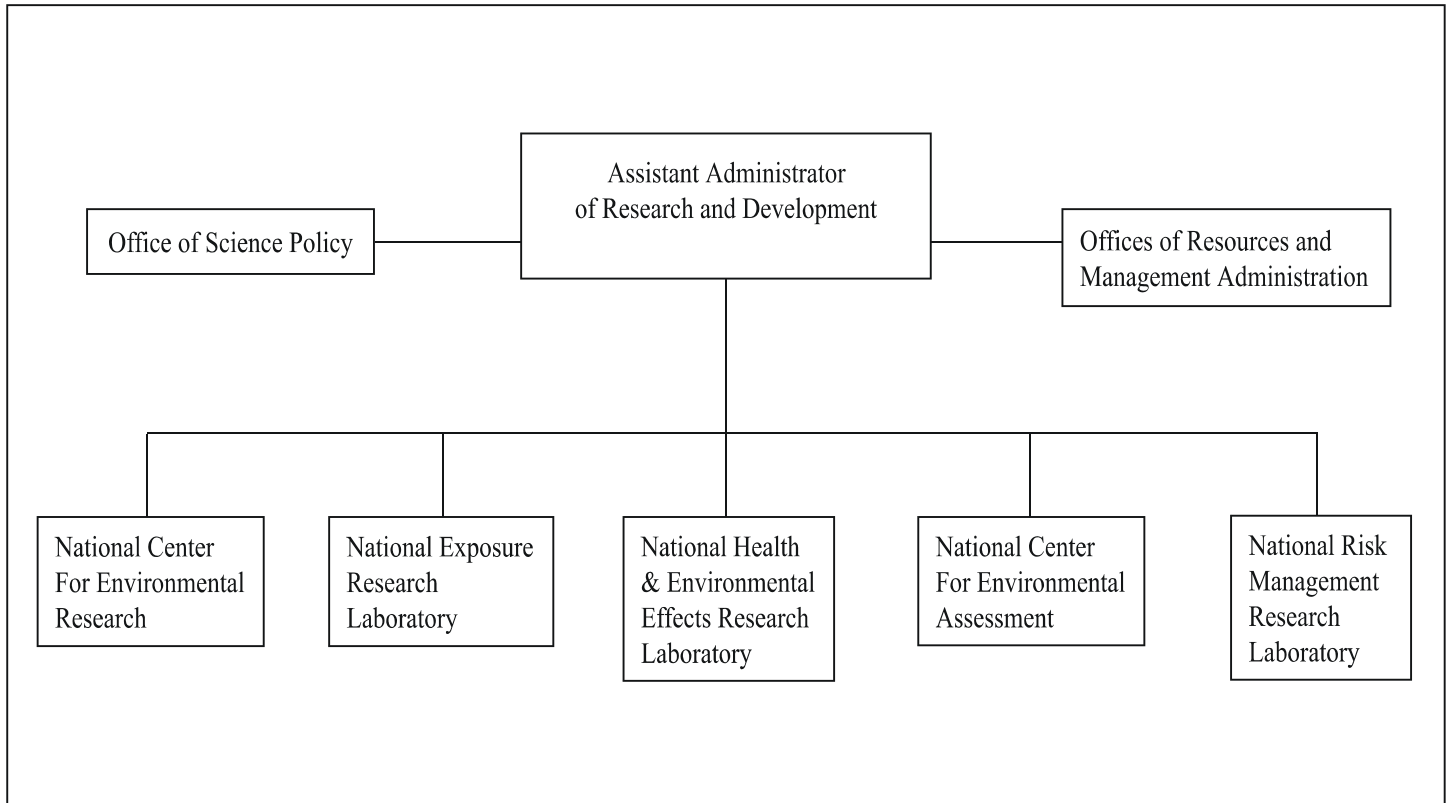 Assistant Administrator
of Research and Development
Office of Science Policy
Offices of Resources and
Management Administration
National Center
For Environmental
Research
National Exposure
Research
Laboratory
National Health
& Environmental
Effects Research
Laboratory
National Center
For Environmental
Assessment
National Risk
Management
Research
Laboratory